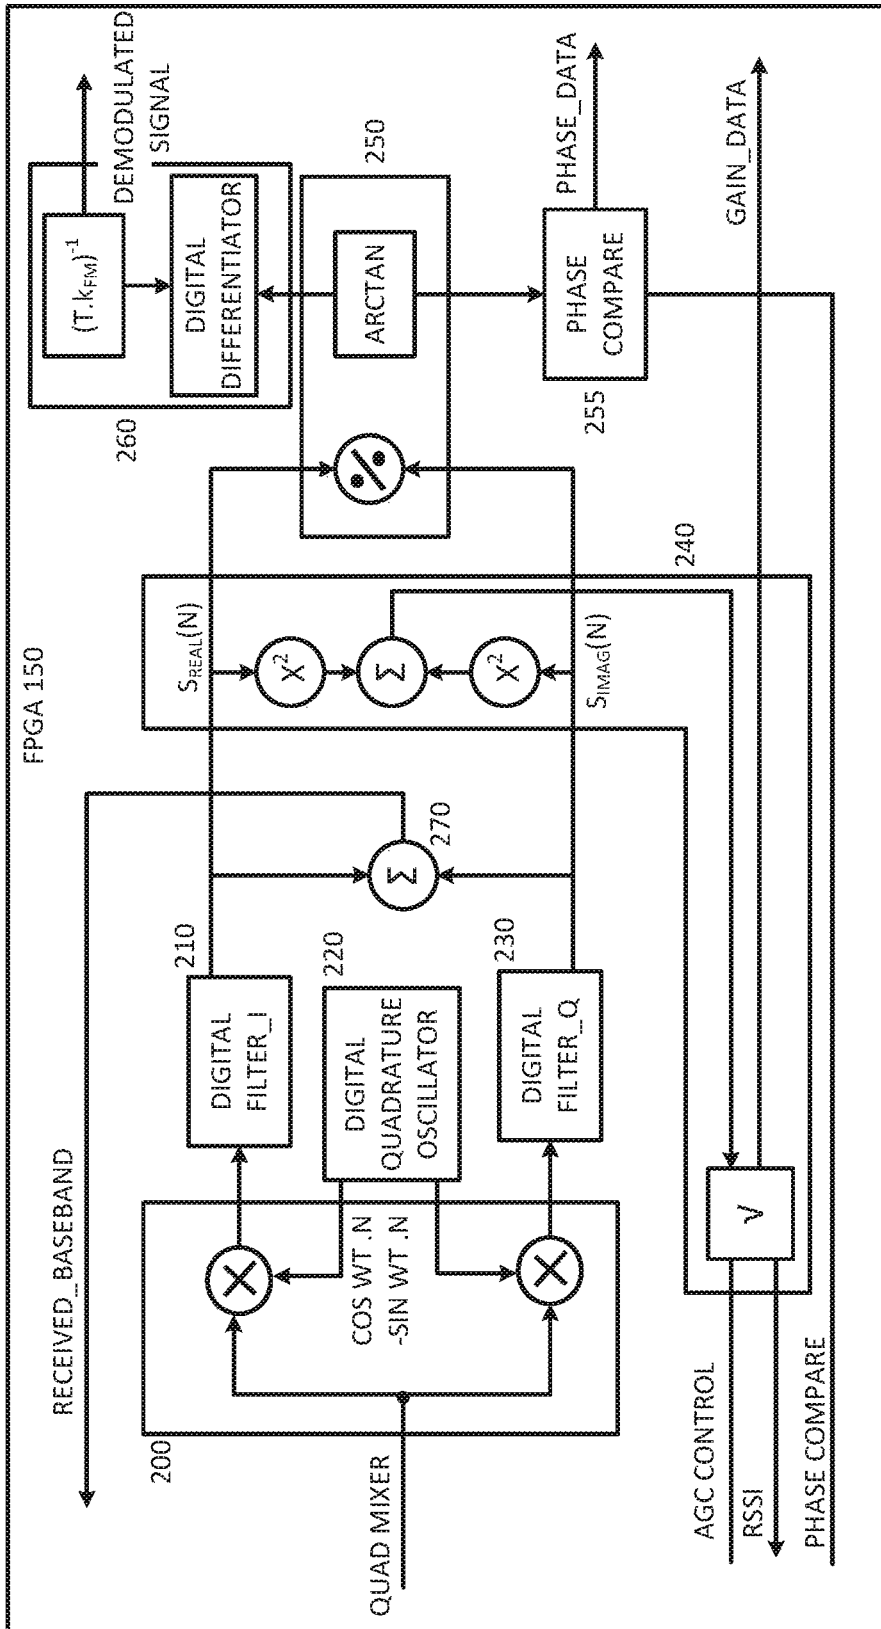 FPGA 150
RECEIVED_BASEBAND
200
QUAD MIXER
COS WT .N
-SIN WT .N
DIGITAL
FILTER_I
210
DIGITAL
QUADRATURE
OSCILLATOR
220
DIGITAL
FILTER_Q
230
Σ
270
S_REAL(N)
X²
Σ
X²
S_IMAG(N)
240
√
AGC CONTROL
RSSI
PHASE COMPARE
260
(T.k_FM)⁻¹
DIGITAL
DIFFERENTIATOR
DEMODULATED
SIGNAL
250
ARCTAN
PHASE
COMPARE
255
PHASE_DATA
GAIN_DATA